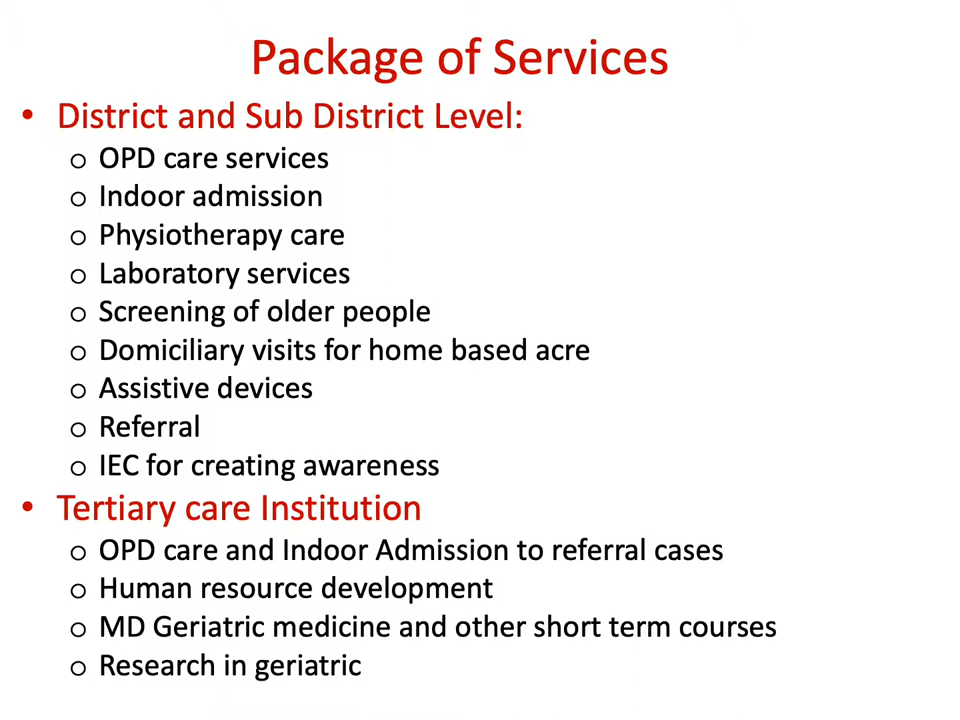 Package of Services
• District and Sub District Level:
o OPD care services
o Indoor admission
o Physiotherapy care
o Laboratory services
o Screening of older people
o Domiciliary visits for home based acre
o Assistive devices
o Referral
o IEC for creating awareness
• Tertiary care Institution
o OPD care and Indoor Admission to referral cases
o Human resource development
o MD Geriatric medicine and other short term courses
o Research in geriatric